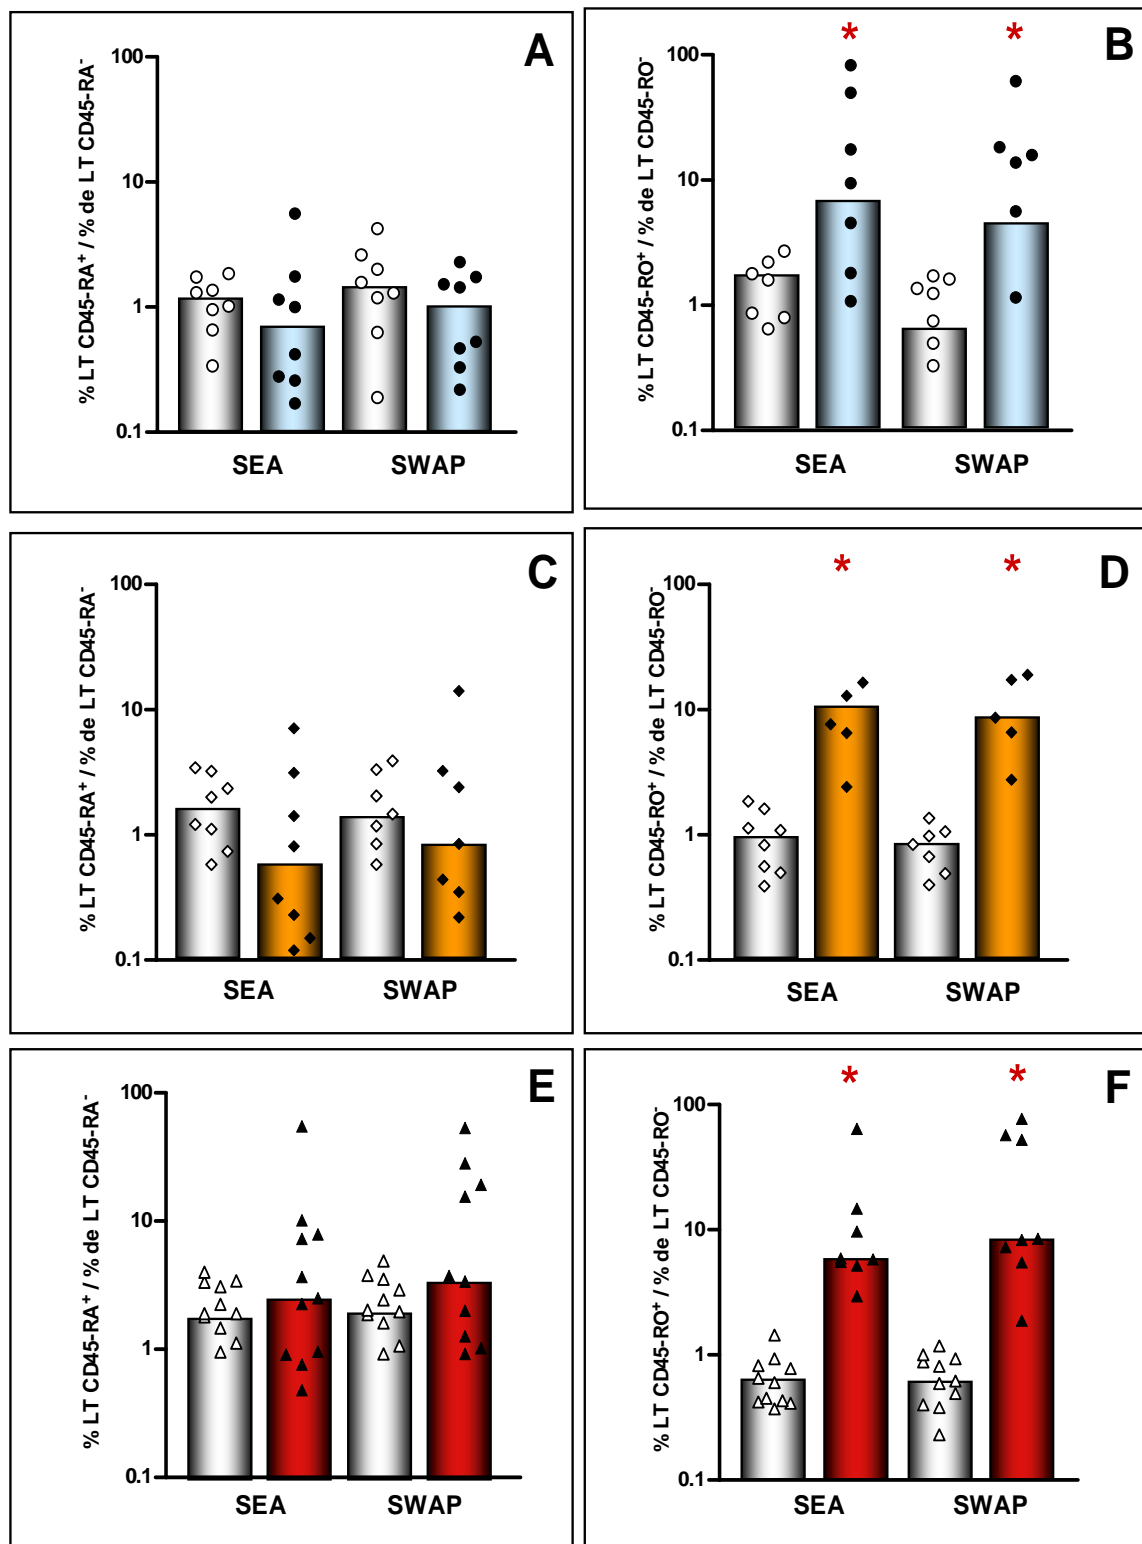 A
% LT CD45-RA⁺ / % de LT CD45-RA⁻
100
10
1
0.1
SEA SWAP
B
*
*
% LT CD45-RO⁺ / % de LT CD45-RO⁻
100
10
1
0.1
SEA SWAP
C
% LT CD45-RA⁺ / % de LT CD45-RA⁻
100
10
1
0.1
SEA SWAP
D
*
*
% LT CD45-RO⁺ / % de LT CD45-RO⁻
100
10
1
0.1
SEA SWAP
E
% LT CD45-RA⁺ / % de LT CD45-RA⁻
100
10
1
0.1
SEA SWAP
F
*
*
% LT CD45-RO⁺ / % de LT CD45-RO⁻
100
10
1
0.1
SEA SWAP